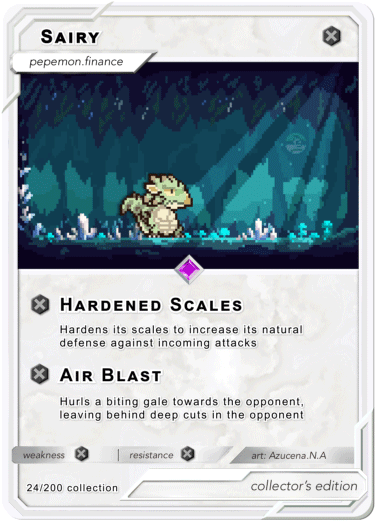 Sairy
pepemon.finance
Hardened Scales
Hardens its scales to increase its natural
defense against incoming attacks
Air Blast
Hurls a biting gale towards the opponent,
leaving behind deep cuts in the opponent
weakness
resistance
art: Azucena.N.A
24/200 collection
collector's edition